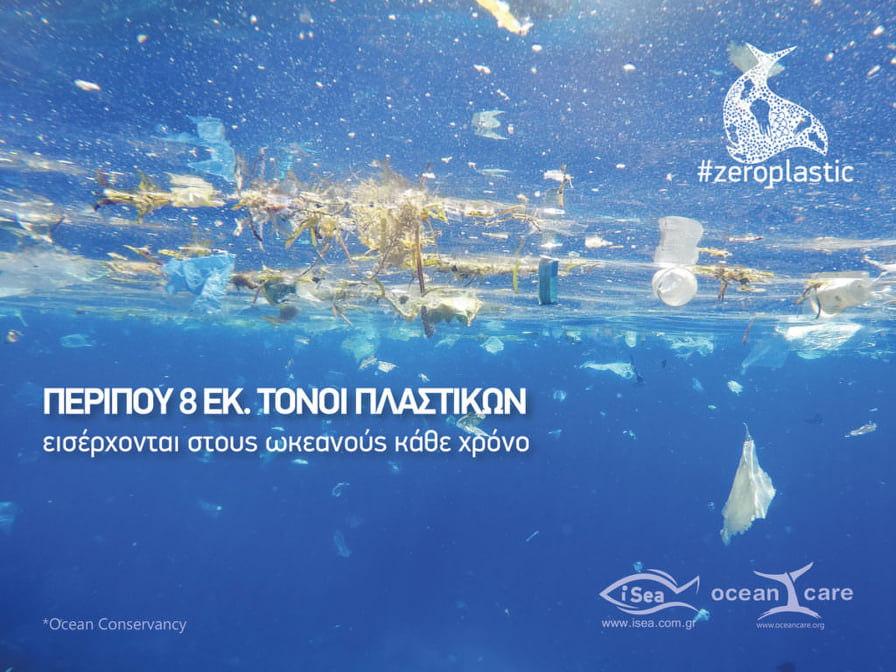 #zeroplastic
ΠΕΡΙΠΟΥ 8 ΕΚ. ΤΟΝΟΙ ΠΛΑΣΤΙΚΩΝ
εισέρχονται στους ωκεανούς κάθε χρόνο
iSea
www.isea.com.gr
ocean care
www.oceancare.org
*Ocean Conservancy